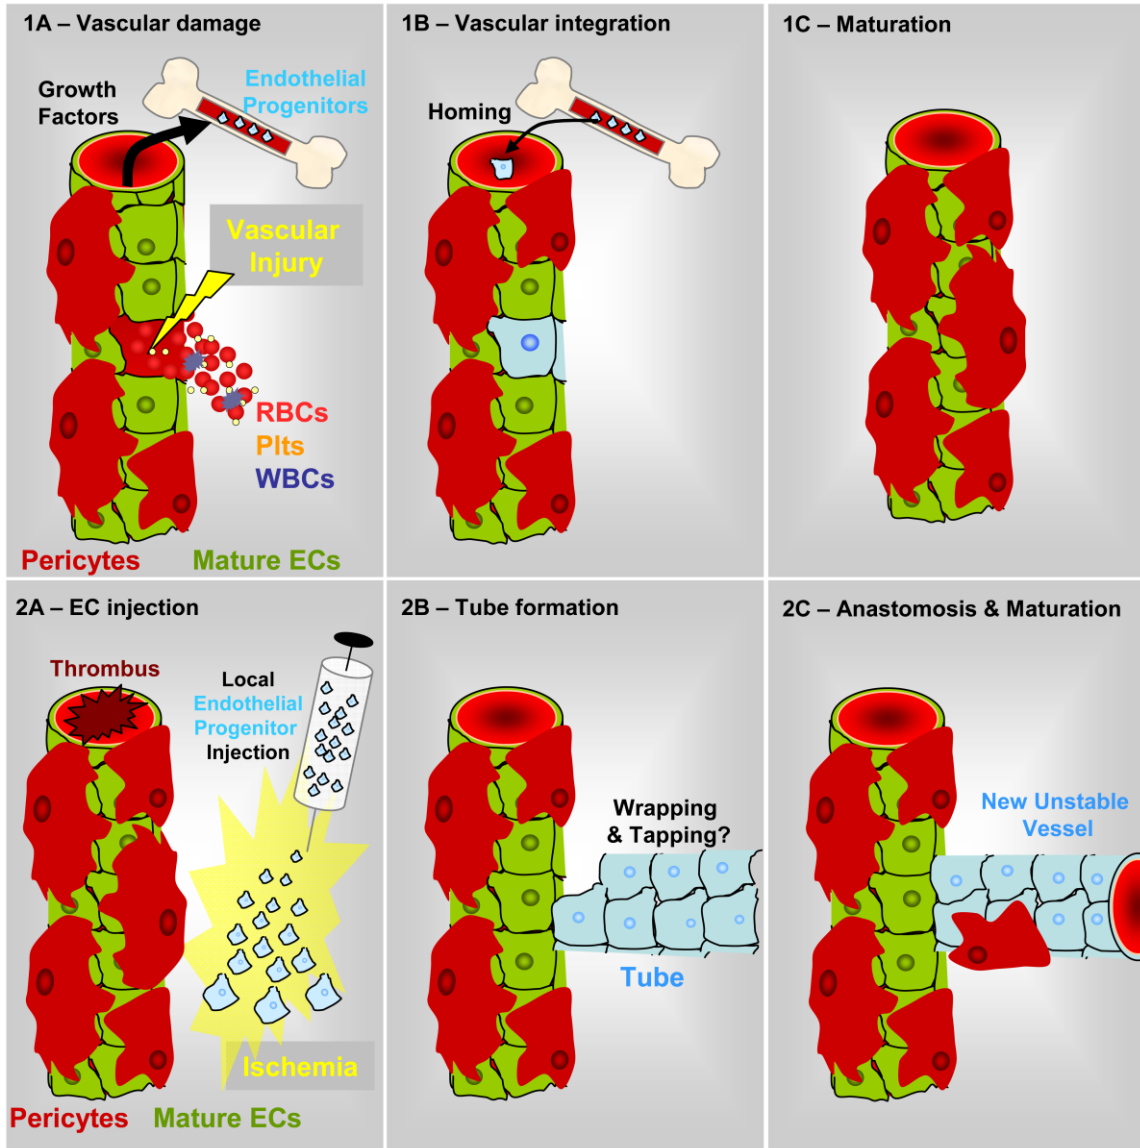 1A – Vascular damage
Growth
Factors
Endothelial
Progenitors
Vascular
Injury
RBCs
Plts
WBCs
Pericytes
Mature ECs
1B – Vascular integration
Homing
1C – Maturation
2A – EC injection
Thrombus
Local
Endothelial
Progenitor
Injection
Ischemia
Pericytes
Mature ECs
2B – Tube formation
Wrapping
& Tapping?
Tube
2C – Anastomosis & Maturation
New Unstable
Vessel